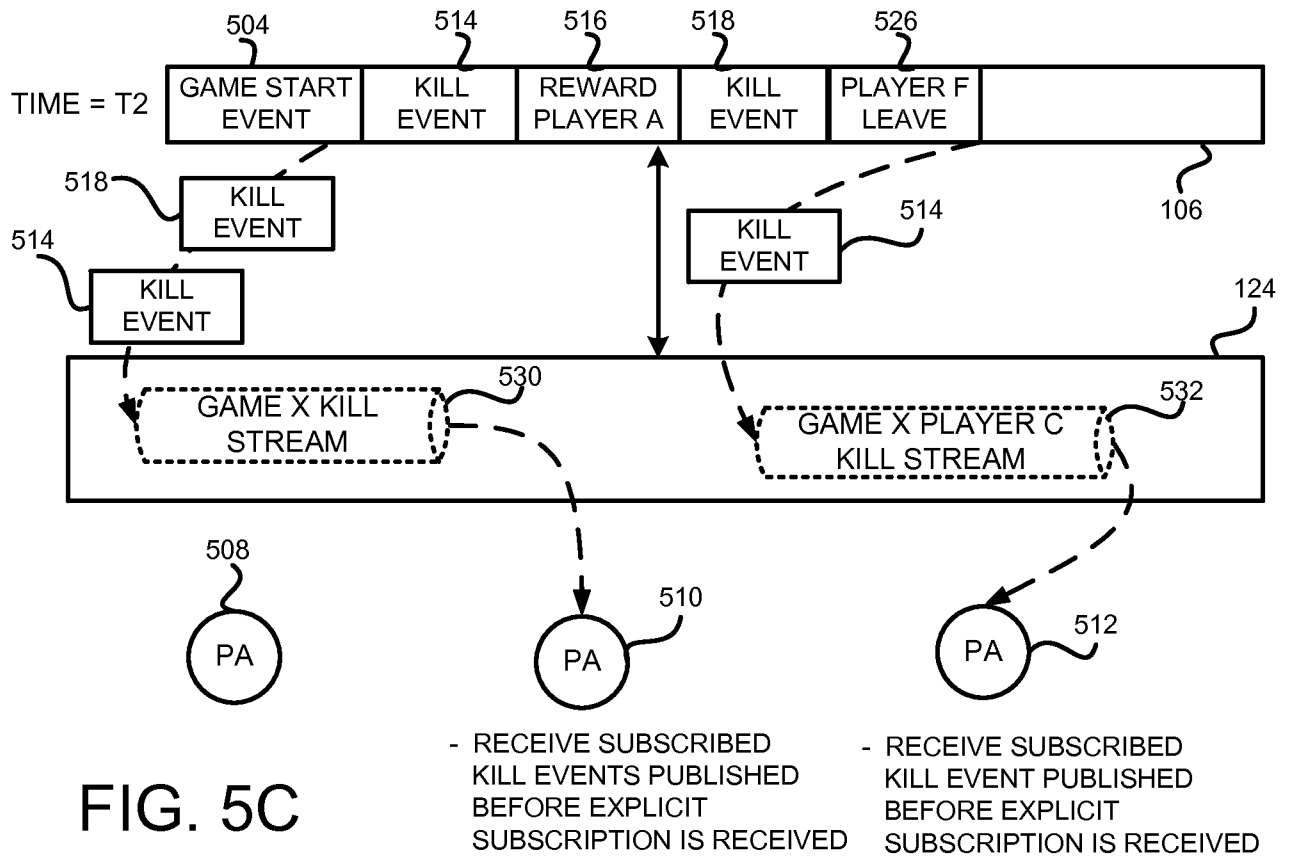 504
514
516
518
526
TIME = T2
GAME START
EVENT
KILL
EVENT
REWARD
PLAYER A
KILL
EVENT
PLAYER F
LEAVE
106
518
KILL
EVENT
514
KILL
EVENT
KILL
EVENT
514
124
GAME X KILL
STREAM
530
GAME X PLAYER C
KILL STREAM
532
508
PA
PA
510
PA
512
- RECEIVE SUBSCRIBED
KILL EVENTS PUBLISHED
BEFORE EXPLICIT
SUBSCRIPTION IS RECEIVED
- RECEIVE SUBSCRIBED
KILL EVENT PUBLISHED
BEFORE EXPLICIT
SUBSCRIPTION IS RECEIVED
FIG. 5C